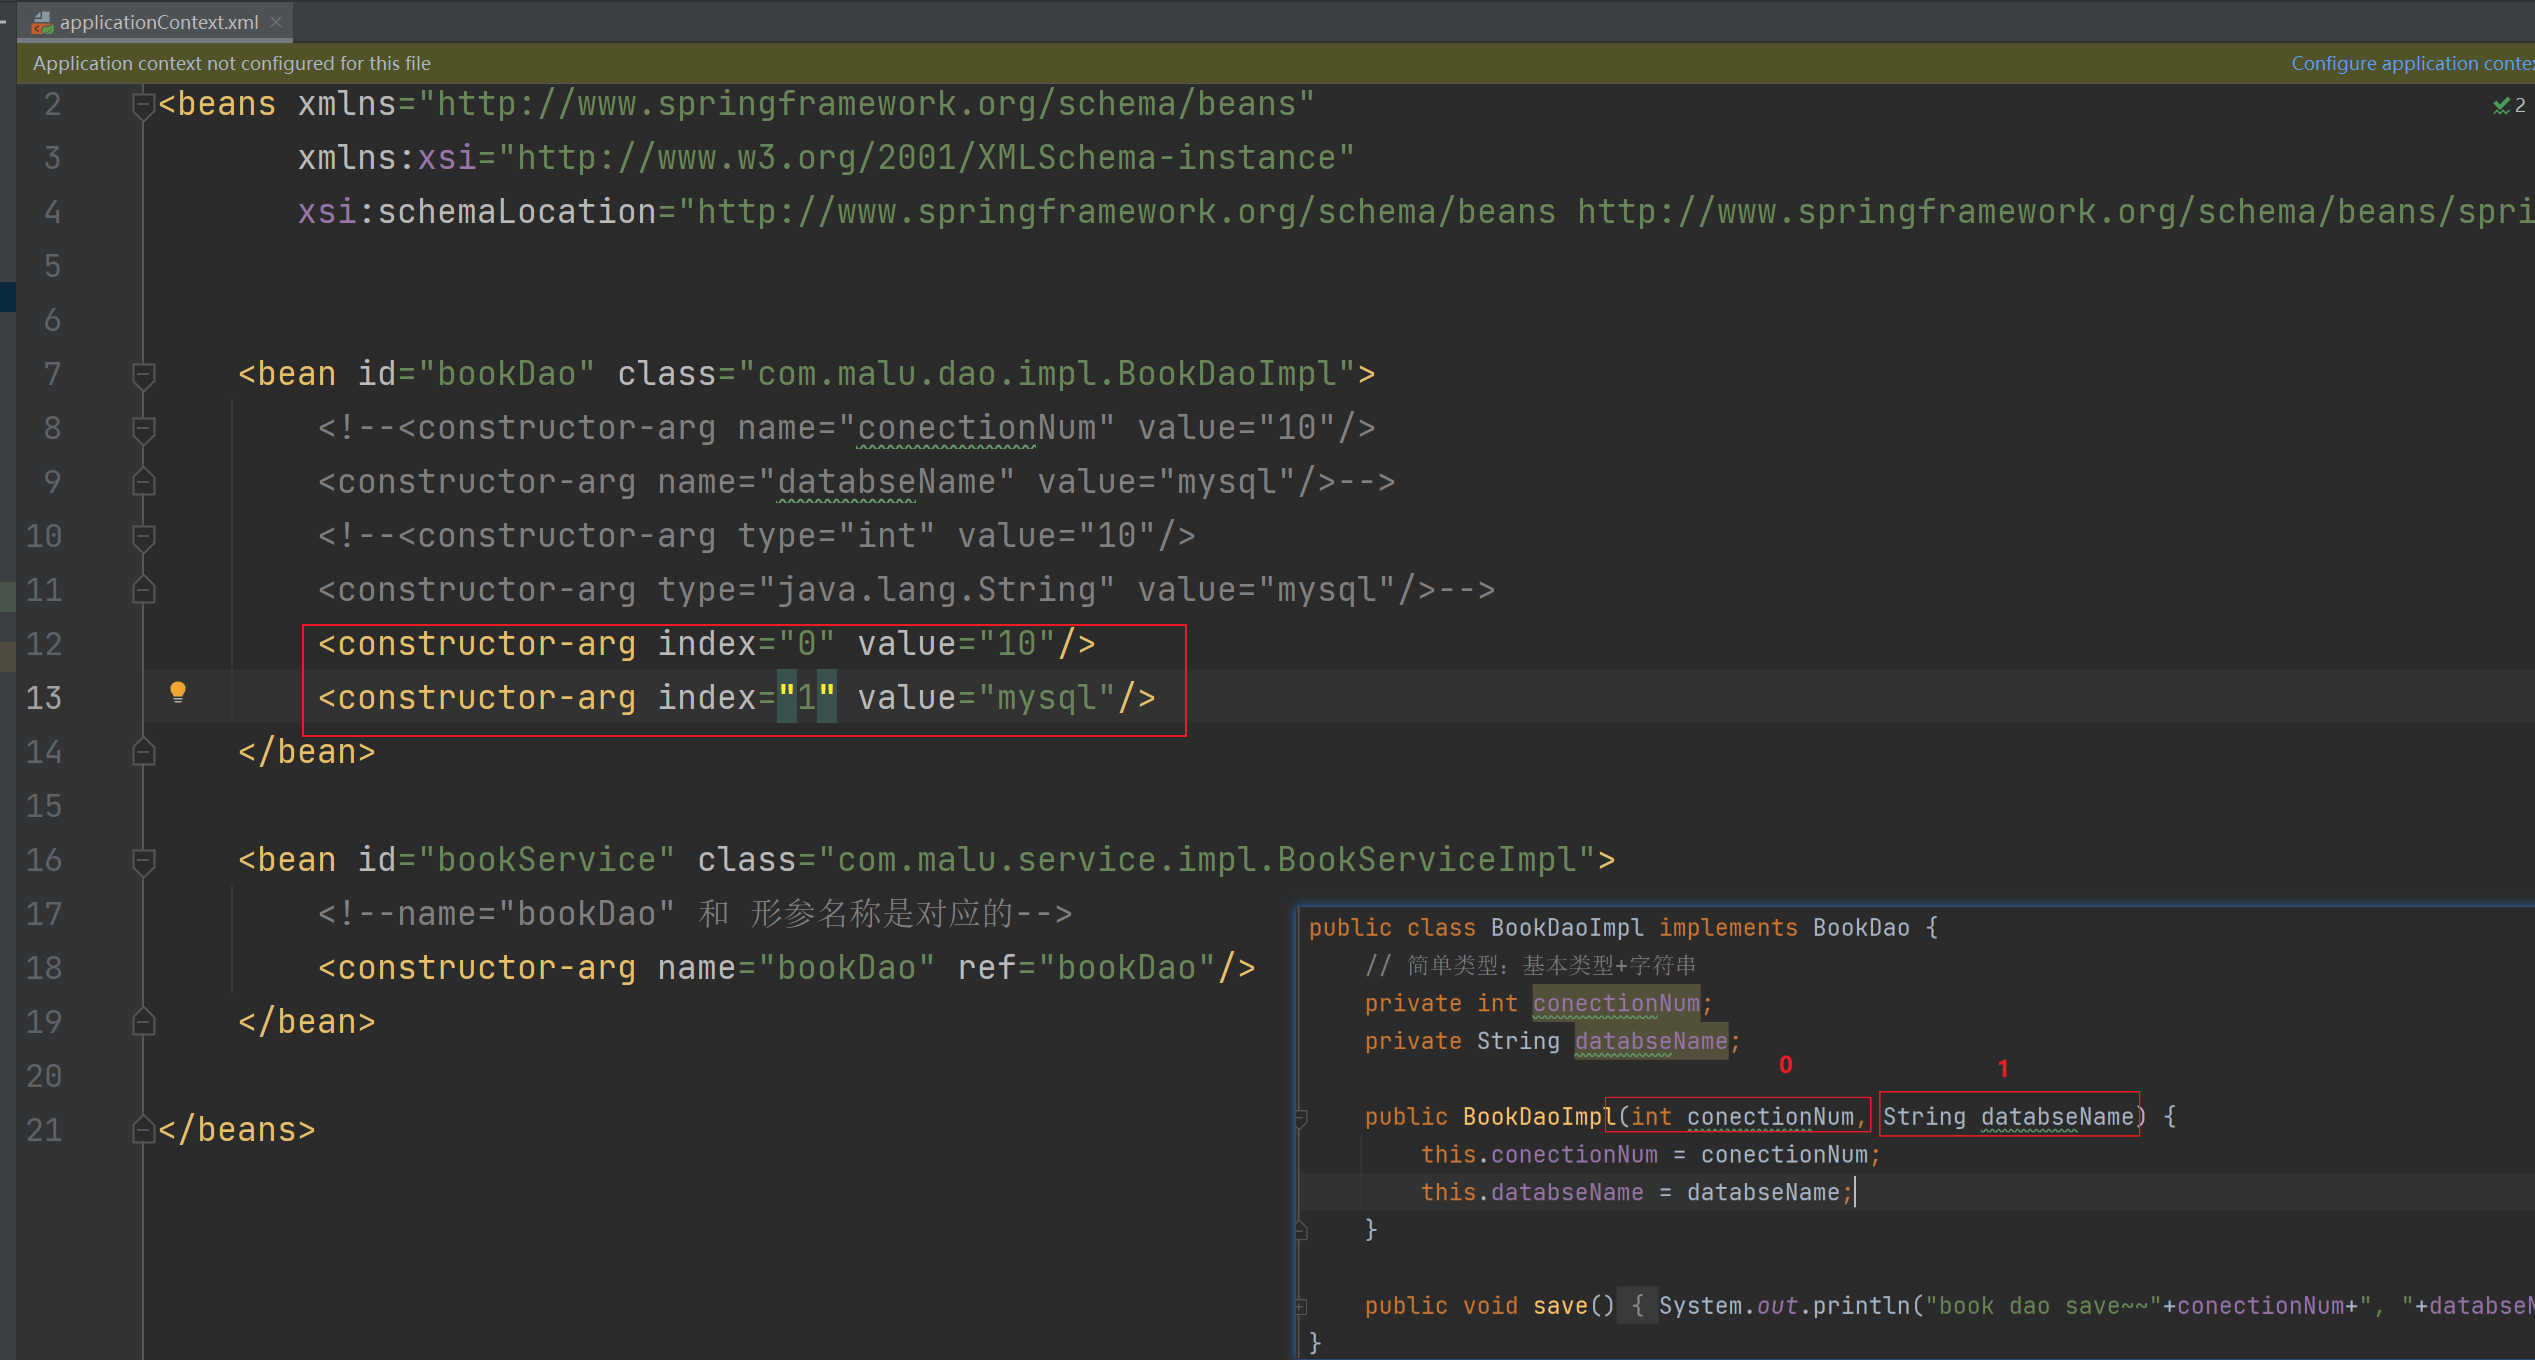 applicationContext.xml
Application context not configured for this file
Configure application contex
2
2 <beans xmlns="http://www.springframework.org/schema/beans"
3 xmlns:xsi="http://www.w3.org/2001/XMLSchema-instance"
4 xsi:schemaLocation="http://www.springframework.org/schema/beans http://www.springframework.org/schema/beans/spri
5
6
7 <bean id="bookDao" class="com.malu.dao.impl.BookDaoImpl">
8 <!--<constructor-arg name="conectionNum" value="10"/>
9 <constructor-arg name="databseName" value="mysql"/>-->
10 <!--<constructor-arg type="int" value="10"/>
11 <constructor-arg type="java.lang.String" value="mysql"/>-->
12 <constructor-arg index="0" value="10"/>
13 <constructor-arg index="1" value="mysql"/>
14 </bean>
15
16 <bean id="bookService" class="com.malu.service.impl.BookServiceImpl">
17 <!--name="bookDao" 和 形参名称是对应的-->
18 <constructor-arg name="bookDao" ref="bookDao"/>
19 </bean>
20
21 </beans>
public class BookDaoImpl implements BookDao {
// 简单类型：基本类型+字符串
private int conectionNum;
private String databseName;
0 1
public BookDaoImpl(int conectionNum, String databseName) {
this.conectionNum = conectionNum;
this.databseName = databseName;
}
public void save() { System.out.println("book dao save~~"+conectionNum+", "+databseN
}